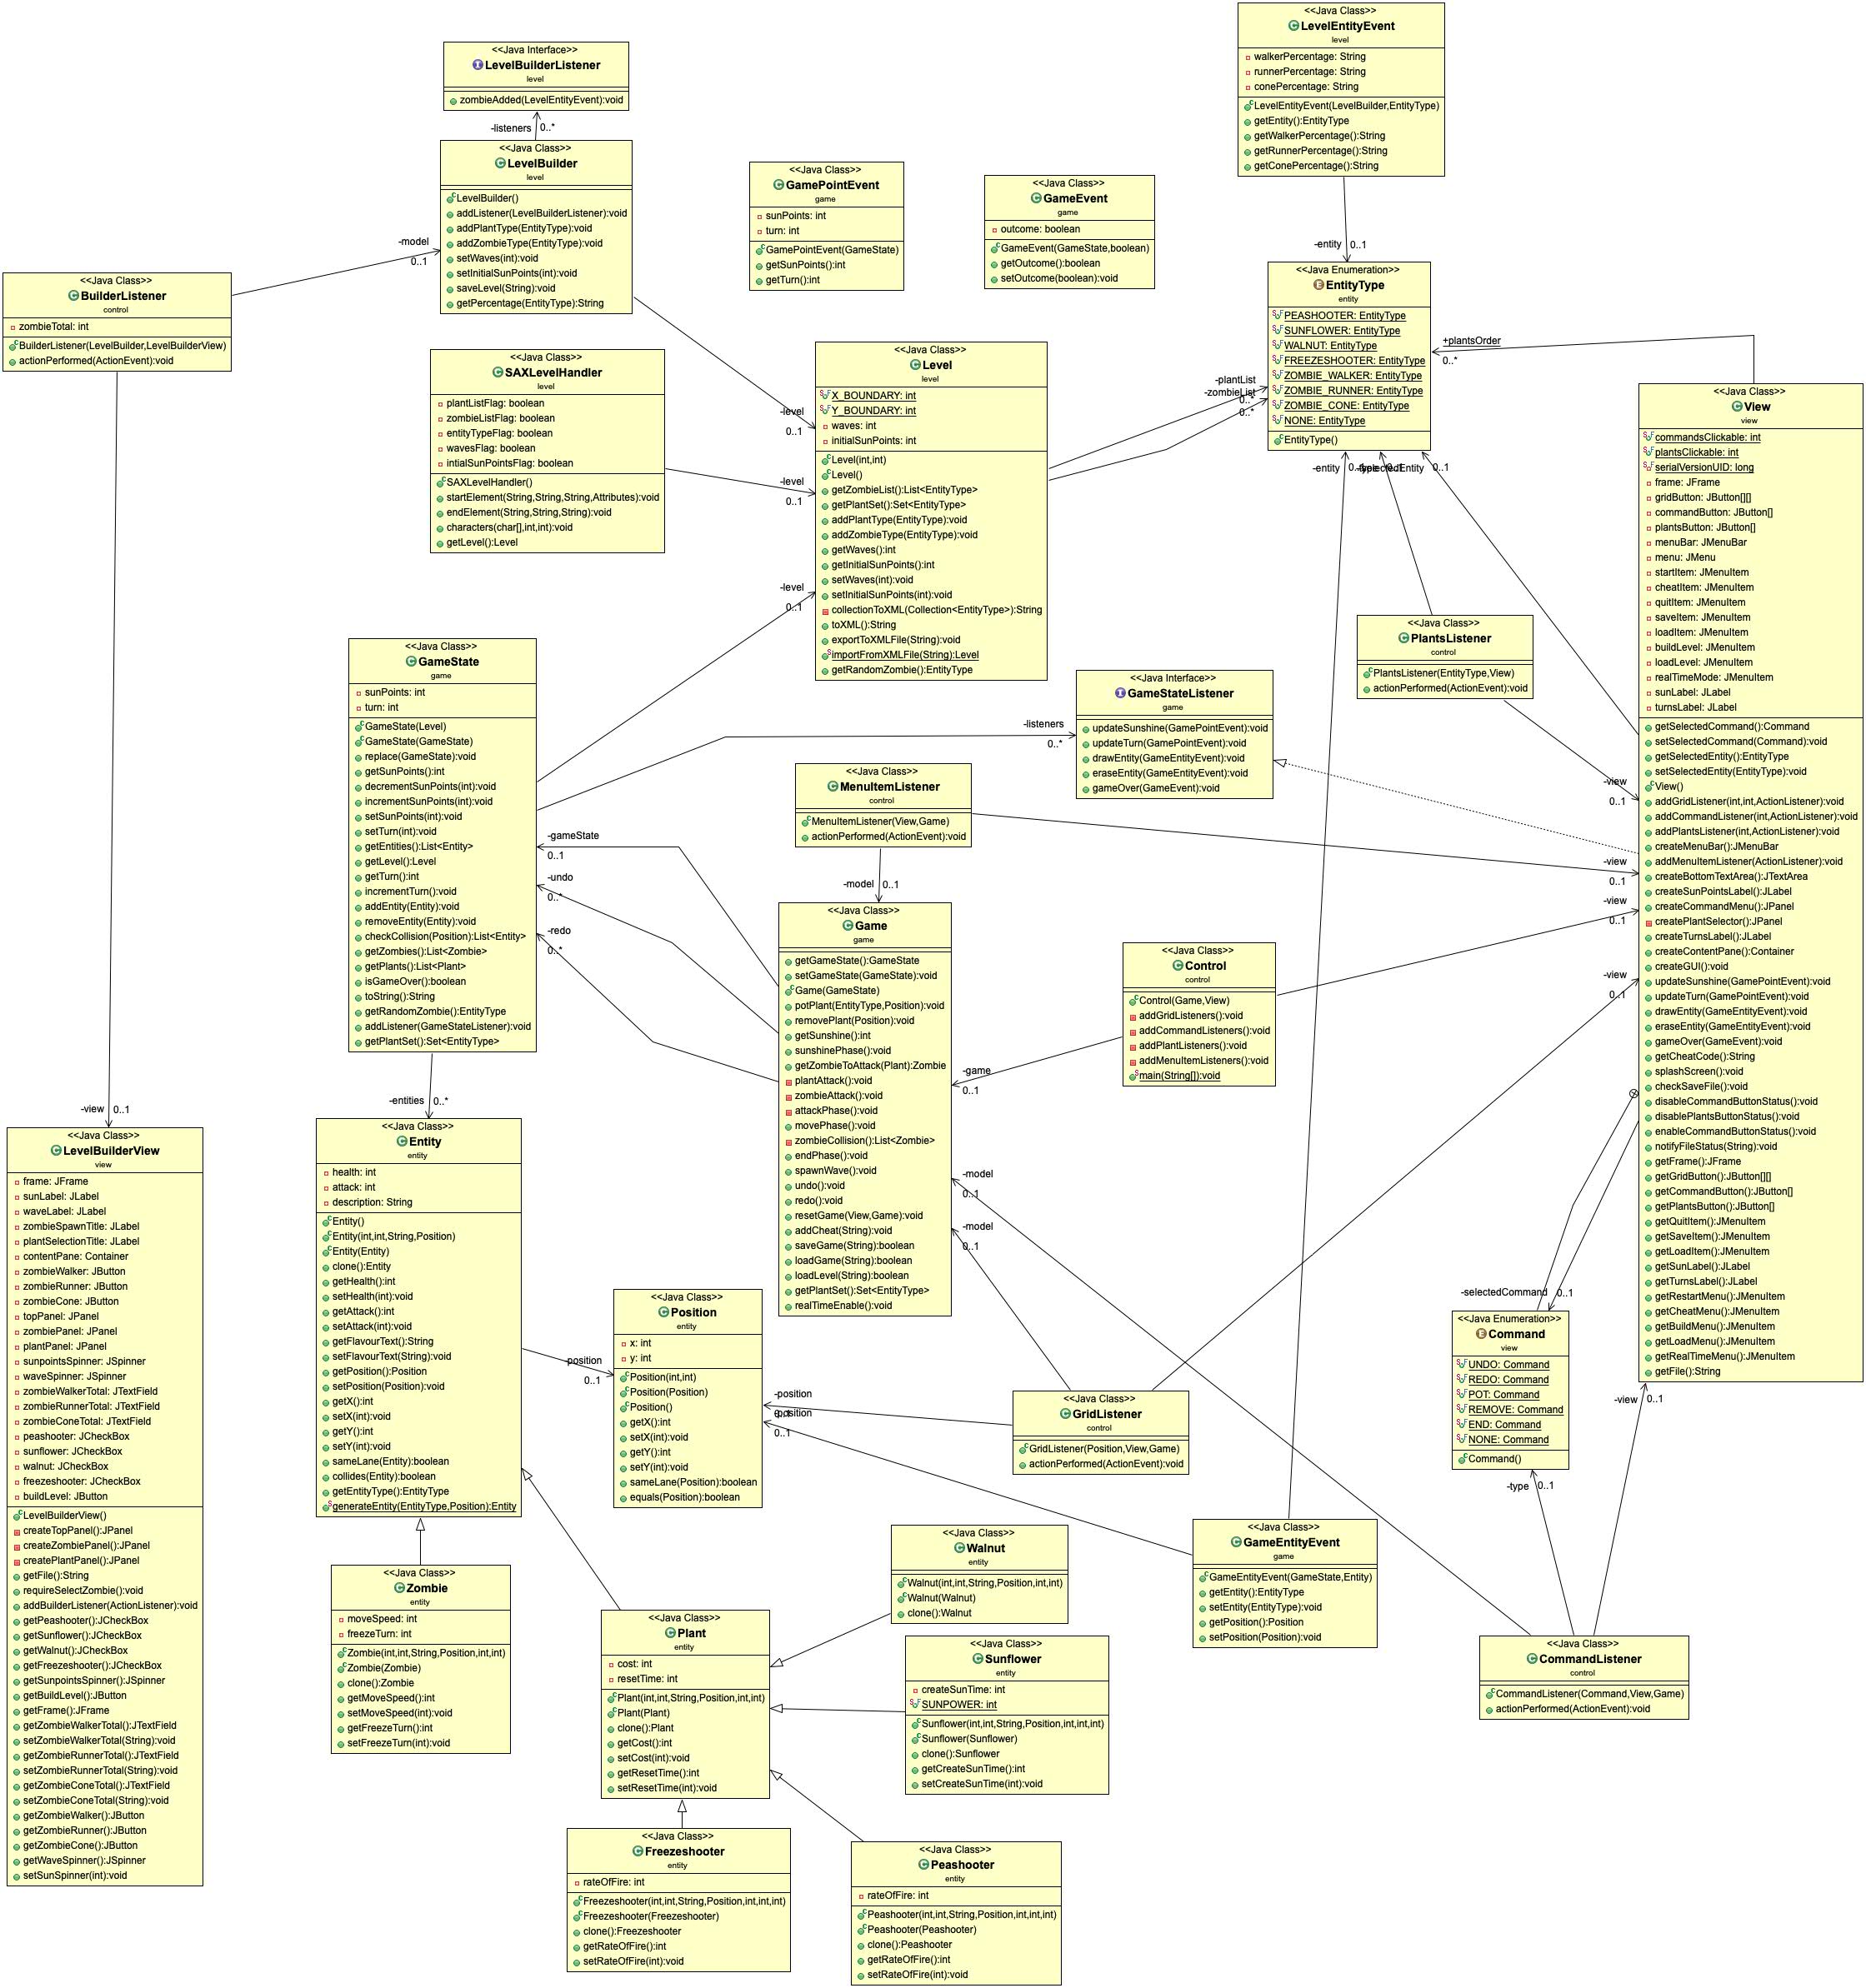 <<Java Class>>
LevelEntityEvent
level
walkerPercentage: String
runnerPercentage: String
conePercentage: String
LevelEntityEvent(LevelBuilder,EntityType)
getEntity():EntityType
getWalkerPercentage():String
getRunnerPercentage():String
getConePercentage():String
<<Java Interface>>
LevelBuilderListener
level
zombieAdded(LevelEntityEvent):void
-listeners
0..*
<<Java Class>>
LevelBuilder
level
LevelBuilder()
addListener(LevelBuilderListener):void
addPlantType(EntityType):void
addZombieType(EntityType):void
setWaves(int):void
setInitialSunPoints(int):void
saveLevel(String):void
getPercentage(EntityType):String
<<Java Class>>
GamePointEvent
game
sunPoints: int
turn: int
GamePointEvent(GameState)
getSunPoints():int
getTurn():int
<<Java Class>>
GameEvent
game
outcome: boolean
GameEvent(GameState,boolean)
getOutcome():boolean
setOutcome(boolean):void
-model
0..1
-entity
0..1
<<Java Class>>
BuilderListener
control
zombieTotal: int
BuilderListener(LevelBuilder,LevelBuilderView)
actionPerformed(ActionEvent):void
<<Java Enumeration>>
EntityType
entity
PEASHOOTER: EntityType
SUNFLOWER: EntityType
WALNUT: EntityType
FREEZESHOOTER: EntityType
ZOMBIE_WALKER: EntityType
ZOMBIE_RUNNER: EntityType
ZOMBIE_CONE: EntityType
NONE: EntityType
EntityType()
+plantsOrder
0..*
<<Java Class>>
SAXLevelHandler
level
plantListFlag: boolean
zombieListFlag: boolean
entityTypeFlag: boolean
wavesFlag: boolean
intialSunPointsFlag: boolean
SAXLevelHandler()
startElement(String,String,String,Attributes):void
endElement(String,String,String):void
characters(char[],int,int):void
getLevel():Level
-level
0..1
-level
0..1
-level
0..1
<<Java Class>>
Level
level
X_BOUNDARY: int
Y_BOUNDARY: int
waves: int
initialSunPoints: int
Level(int,int)
Level()
getZombieList():List<EntityType>
getPlantSet():Set<EntityType>
addPlantType(EntityType):void
addZombieType(EntityType):void
getWaves():int
getInitialSunPoints():int
setWaves(int):void
setInitialSunPoints(int):void
collectionToXML(Collection<EntityType>):String
toXML():String
exportToXMLFile(String):void
importFromXMLFile(String):Level
getRandomZombie():EntityType
-plantList
-zombieList
0..*
0..*
-entity
-selectedEntity
0..1
<<Java Class>>
View
view
commandsClickable: int
plantsClickable: int
serialVersionUID: long
frame: JFrame
gridButton: JButton[][]
commandButton: JButton[]
plantsButton: JButton[]
menuBar: JMenuBar
menu: JMenu
startItem: JMenuItem
cheatItem: JMenuItem
quitItem: JMenuItem
saveItem: JMenuItem
loadItem: JMenuItem
buildLevel: JMenuItem
loadLevel: JMenuItem
realTimeMode: JMenuItem
sunLabel: JLabel
turnsLabel: JLabel
getSelectedCommand():Command
setSelectedCommand(Command):void
getSelectedEntity():EntityType
setSelectedEntity(EntityType):void
View()
addGridListener(int,int,ActionListener):void
addCommandListener(int,ActionListener):void
addPlantsListener(int,ActionListener):void
createMenuBar():JMenuBar
addMenuItemListener(ActionListener):void
createBottomTextArea():JTextArea
createSunPointsLabel():JLabel
createCommandMenu():JPanel
createPlantSelector():JPanel
createTurnsLabel():JLabel
createContentPane():Container
createGUI():void
updateSunshine(GamePointEvent):void
updateTurn(GamePointEvent):void
drawEntity(GameEntityEvent):void
eraseEntity(GameEntityEvent):void
gameOver(GameEvent):void
getCheatCode():String
splashScreen():void
checkSaveFile():void
disableCommandButtonStatus():void
disablePlantsButtonStatus():void
enableCommandButtonStatus():void
notifyFileStatus(String):void
getFrame():JFrame
getGridButton():JButton[][]
getCommandButton():JButton[]
getPlantsButton():JButton[]
getQuitItem():JMenuItem
getSaveItem():JMenuItem
getLoadItem():JMenuItem
getSunLabel():JLabel
getTurnsLabel():JLabel
getRestartMenu():JMenuItem
getCheatMenu():JMenuItem
getBuildMenu():JMenuItem
getLoadMenu():JMenuItem
getRealTimeMenu():JMenuItem
getFile():String
<<Java Class>>
PlantsListener
control
PlantsListener(EntityType,View)
actionPerformed(ActionEvent):void
-view
0..1
<<Java Class>>
GameState
game
sunPoints: int
turn: int
GameState(Level)
GameState(GameState)
replace(GameState):void
getSunPoints():int
decrementSunPoints(int):void
incrementSunPoints(int):void
setSunPoints(int):void
setTurn(int):void
getEntities():List<Entity>
getLevel():Level
getTurn():int
incrementTurn():void
addEntity(Entity):void
removeEntity(Entity):void
checkCollision(Position):List<Entity>
getZombies():List<Zombie>
getPlants():List<Plant>
isGameOver():boolean
toString():String
getRandomZombie():EntityType
addListener(GameStateListener):void
getPlantSet():Set<EntityType>
-listeners
0..*
<<Java Interface>>
GameStateListener
game
updateSunshine(GamePointEvent):void
updateTurn(GamePointEvent):void
drawEntity(GameEntityEvent):void
eraseEntity(GameEntityEvent):void
gameOver(GameEvent):void
<<Java Class>>
MenuItemListener
control
MenuItemListener(View,Game)
actionPerformed(ActionEvent):void
-gameState
0..1
-undo
0..*
-redo
0..*
-model
0..1
-view
0..1
-view
0..1
-view
0..1
<<Java Class>>
Game
game
getGameState():GameState
setGameState(GameState):void
Game(GameState)
potPlant(EntityType,Position):void
removePlant(Position):void
getSunshine():int
sunshinePhase():void
getZombieToAttack(Plant):Zombie
plantAttack():void
zombieAttack():void
attackPhase():void
movePhase():void
zombieCollision():List<Zombie>
endPhase():void
spawnWave():void
undo():void
redo():void
resetGame(View,Game):void
addCheat(String):void
saveGame(String):boolean
loadGame(String):boolean
loadLevel(String):boolean
getPlantSet():Set<EntityType>
realTimeEnable():void
<<Java Class>>
Control
control
Control(Game,View)
addGridListeners():void
addCommandListeners():void
addPlantListeners():void
addMenuItemListeners():void
main(String[]):void
-game
0..1
-model
0..1
-model
0..1
-entities
0..*
-view
0..1
<<Java Class>>
LevelBuilderView
view
frame: JFrame
sunLabel: JLabel
waveLabel: JLabel
zombieSpawnTitle: JLabel
plantSelectionTitle: JLabel
contentPane: Container
zombieWalker: JButton
zombieRunner: JButton
zombieCone: JButton
topPanel: JPanel
zombiePanel: JPanel
plantPanel: JPanel
sunpointsSpinner: JSpinner
waveSpinner: JSpinner
zombieWalkerTotal: JTextField
zombieRunnerTotal: JTextField
zombieConeTotal: JTextField
peashooter: JCheckBox
sunflower: JCheckBox
walnut: JCheckBox
freezeshooter: JCheckBox
buildLevel: JButton
LevelBuilderView()
createTopPanel():JPanel
createZombiePanel():JPanel
createPlantPanel():JPanel
getFile():String
requireSelectZombie():void
addBuilderListener(ActionListener):void
getPeashooter():JCheckBox
getSunflower():JCheckBox
getWalnut():JCheckBox
getFreezeshooter():JCheckBox
getSunpointsSpinner():JSpinner
getBuildLevel():JButton
getFrame():JFrame
getZombieWalkerTotal():JTextField
setZombieWalkerTotal(String):void
getZombieRunnerTotal():JTextField
setZombieRunnerTotal(String):void
getZombieConeTotal():JTextField
setZombieConeTotal(String):void
getZombieWalker():JButton
getZombieRunner():JButton
getZombieCone():JButton
getWaveSpinner():JSpinner
setSunSpinner(int):void
<<Java Class>>
Entity
entity
health: int
attack: int
description: String
Entity()
Entity(int,int,String,Position)
Entity(Entity)
clone():Entity
getHealth():int
setHealth(int):void
getAttack():int
setAttack(int):void
getFlavourText():String
setFlavourText(String):void
getPosition():Position
setPosition(Position):void
getX():int
setX(int):void
getY():int
setY(int):void
sameLane(Entity):boolean
collides(Entity):boolean
getEntityType():EntityType
generateEntity(EntityType,Position):Entity
-position
0..1
<<Java Class>>
Position
entity
x: int
y: int
Position(int,int)
Position(Position)
Position()
getX():int
setX(int):void
getY():int
setY(int):void
sameLane(Position):boolean
equals(Position):boolean
-position
-position
0..1
<<Java Class>>
GridListener
control
GridListener(Position,View,Game)
actionPerformed(ActionEvent):void
-selectedCommand
0..1
<<Java Enumeration>>
Command
view
UNDO: Command
REDO: Command
POT: Command
REMOVE: Command
END: Command
NONE: Command
Command()
-type
0..1
-view
0..1
<<Java Class>>
GameEntityEvent
game
GameEntityEvent(GameState,Entity)
getEntity():EntityType
setEntity(EntityType):void
getPosition():Position
setPosition(Position):void
<<Java Class>>
CommandListener
control
CommandListener(Command,View,Game)
actionPerformed(ActionEvent):void
<<Java Class>>
Zombie
entity
moveSpeed: int
freezeTurn: int
Zombie(int,int,String,Position,int,int)
Zombie(Zombie)
clone():Zombie
getMoveSpeed():int
setMoveSpeed(int):void
getFreezeTurn():int
setFreezeTurn(int):void
<<Java Class>>
Plant
entity
cost: int
resetTime: int
Plant(int,int,String,Position,int,int)
Plant(Plant)
clone():Plant
getCost():int
setCost(int):void
getResetTime():int
setResetTime(int):void
<<Java Class>>
Walnut
entity
Walnut(int,int,String,Position,int,int)
Walnut(Walnut)
clone():Walnut
<<Java Class>>
Sunflower
entity
createSunTime: int
SUNPOWER: int
Sunflower(int,int,String,Position,int,int,int)
Sunflower(Sunflower)
clone():Sunflower
getCreateSunTime():int
setCreateSunTime(int):void
<<Java Class>>
Freezeshooter
entity
rateOfFire: int
Freezeshooter(int,int,String,Position,int,int,int)
Freezeshooter(Freezeshooter)
clone():Freezeshooter
getRateOfFire():int
setRateOfFire(int):void
<<Java Class>>
Peashooter
entity
rateOfFire: int
Peashooter(int,int,String,Position,int,int,int)
Peashooter(Peashooter)
clone():Peashooter
getRateOfFire():int
setRateOfFire(int):void